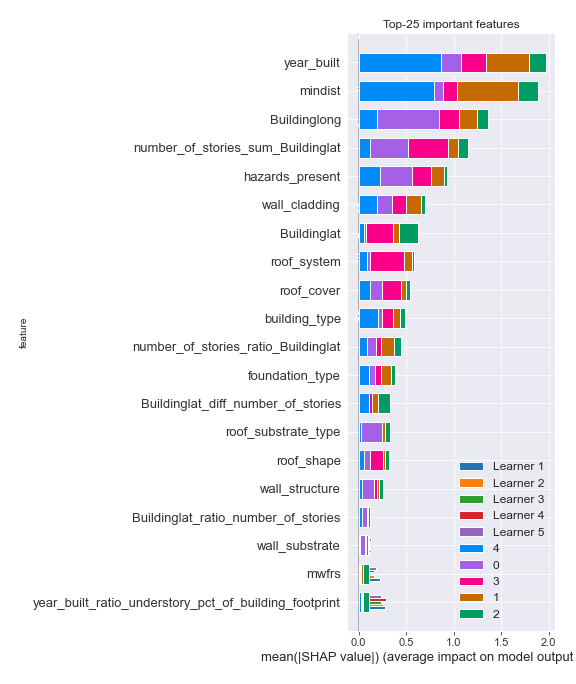 Top-25 important features
year_built
mindist
Buildinglong
number_of_stories_sum_Buildinglat
hazards_present
wall_cladding
Buildinglat
roof_system
roof_cover
building_type
number_of_stories_ratio_Buildinglat
foundation_type
Buildinglat_diff_number_of_stories
roof_substrate_type
roof_shape
wall_structure
Buildinglat_ratio_number_of_stories
wall_substrate
mwfrs
year_built_ratio_understory_pct_of_building_footprint
feature
Learner 1
Learner 2
Learner 3
Learner 4
Learner 5
4
0
3
1
2
0.0 0.5 1.0 1.5 2.0
mean(|SHAP value|) (average impact on model output